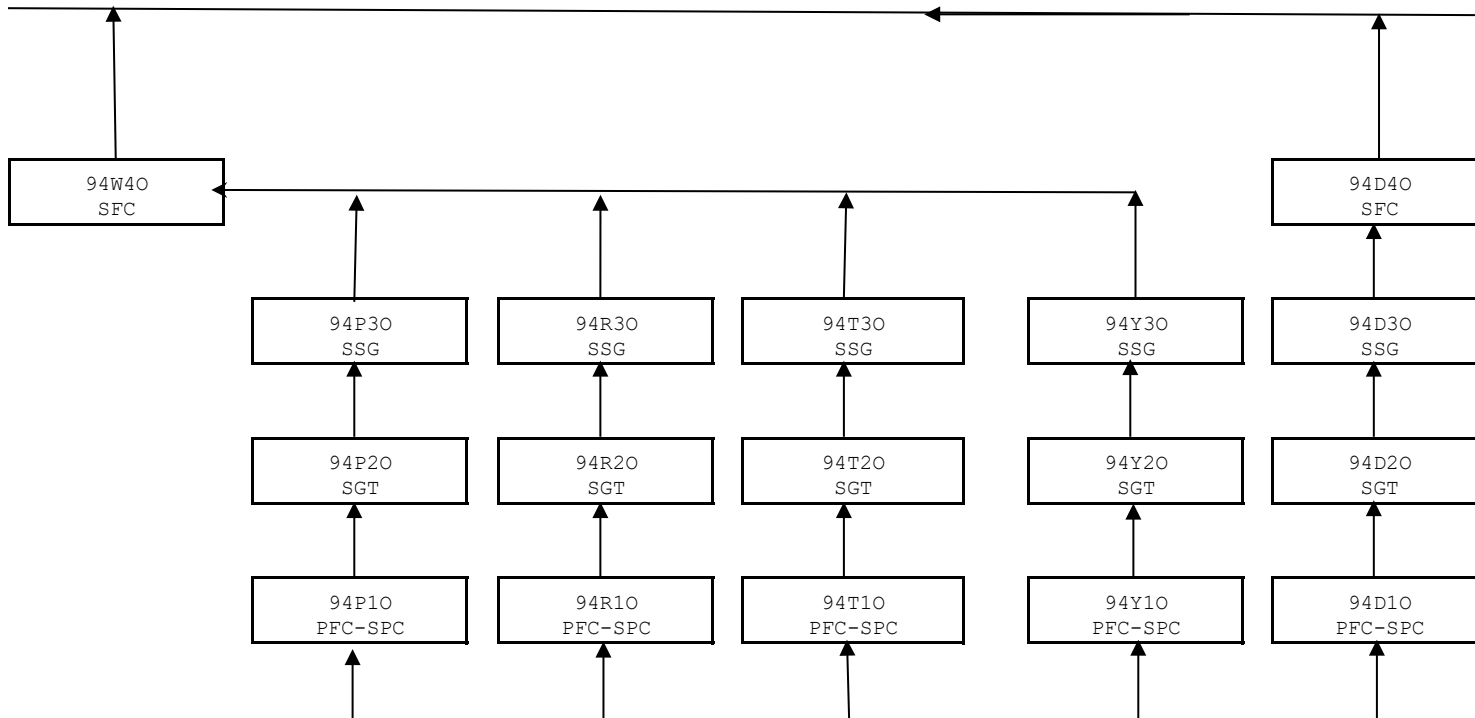 94W4O
SFC
94D4O
SFC
94P3O
SSG
94R3O
SSG
94T3O
SSG
94Y3O
SSG
94D3O
SSG
94P2O
SGT
94R2O
SGT
94T2O
SGT
94Y2O
SGT
94D2O
SGT
94P1O
PFC-SPC
94R1O
PFC-SPC
94T1O
PFC-SPC
94Y1O
PFC-SPC
94D1O
PFC-SPC